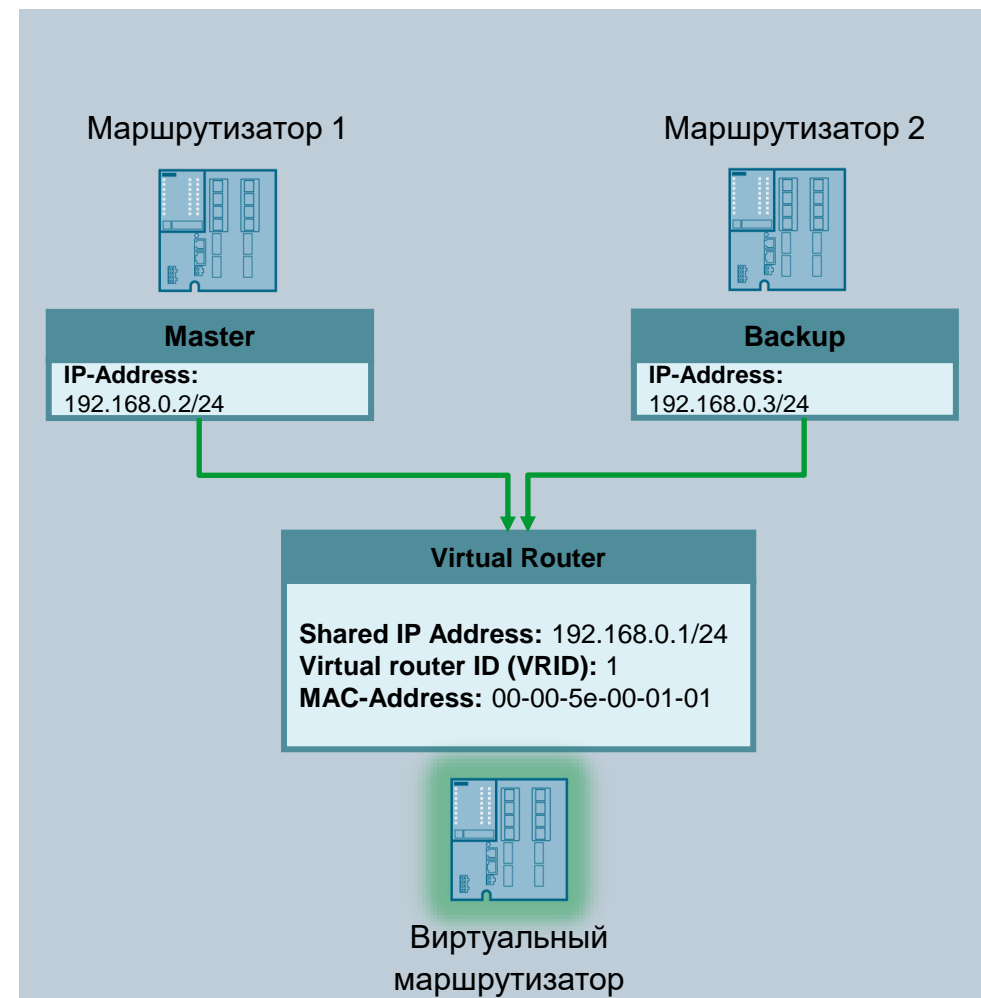 Маршрутизатор 1
Маршрутизатор 2
Master
IP-Address:
192.168.0.2/24
Backup
IP-Address:
192.168.0.3/24
Virtual Router
Shared IP Address: 192.168.0.1/24
Virtual router ID (VRID): 1
MAC-Address: 00-00-5e-00-01-01
Виртуальный
маршрутизатор